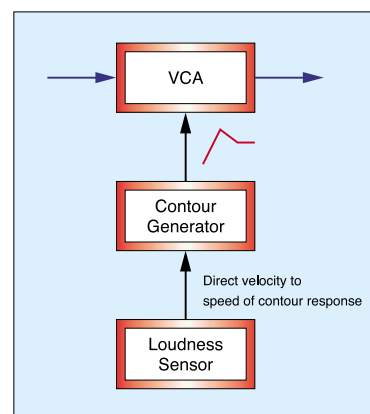 VCA
Contour
Generator
Direct velocity to
speed of contour response
Loudness
Sensor